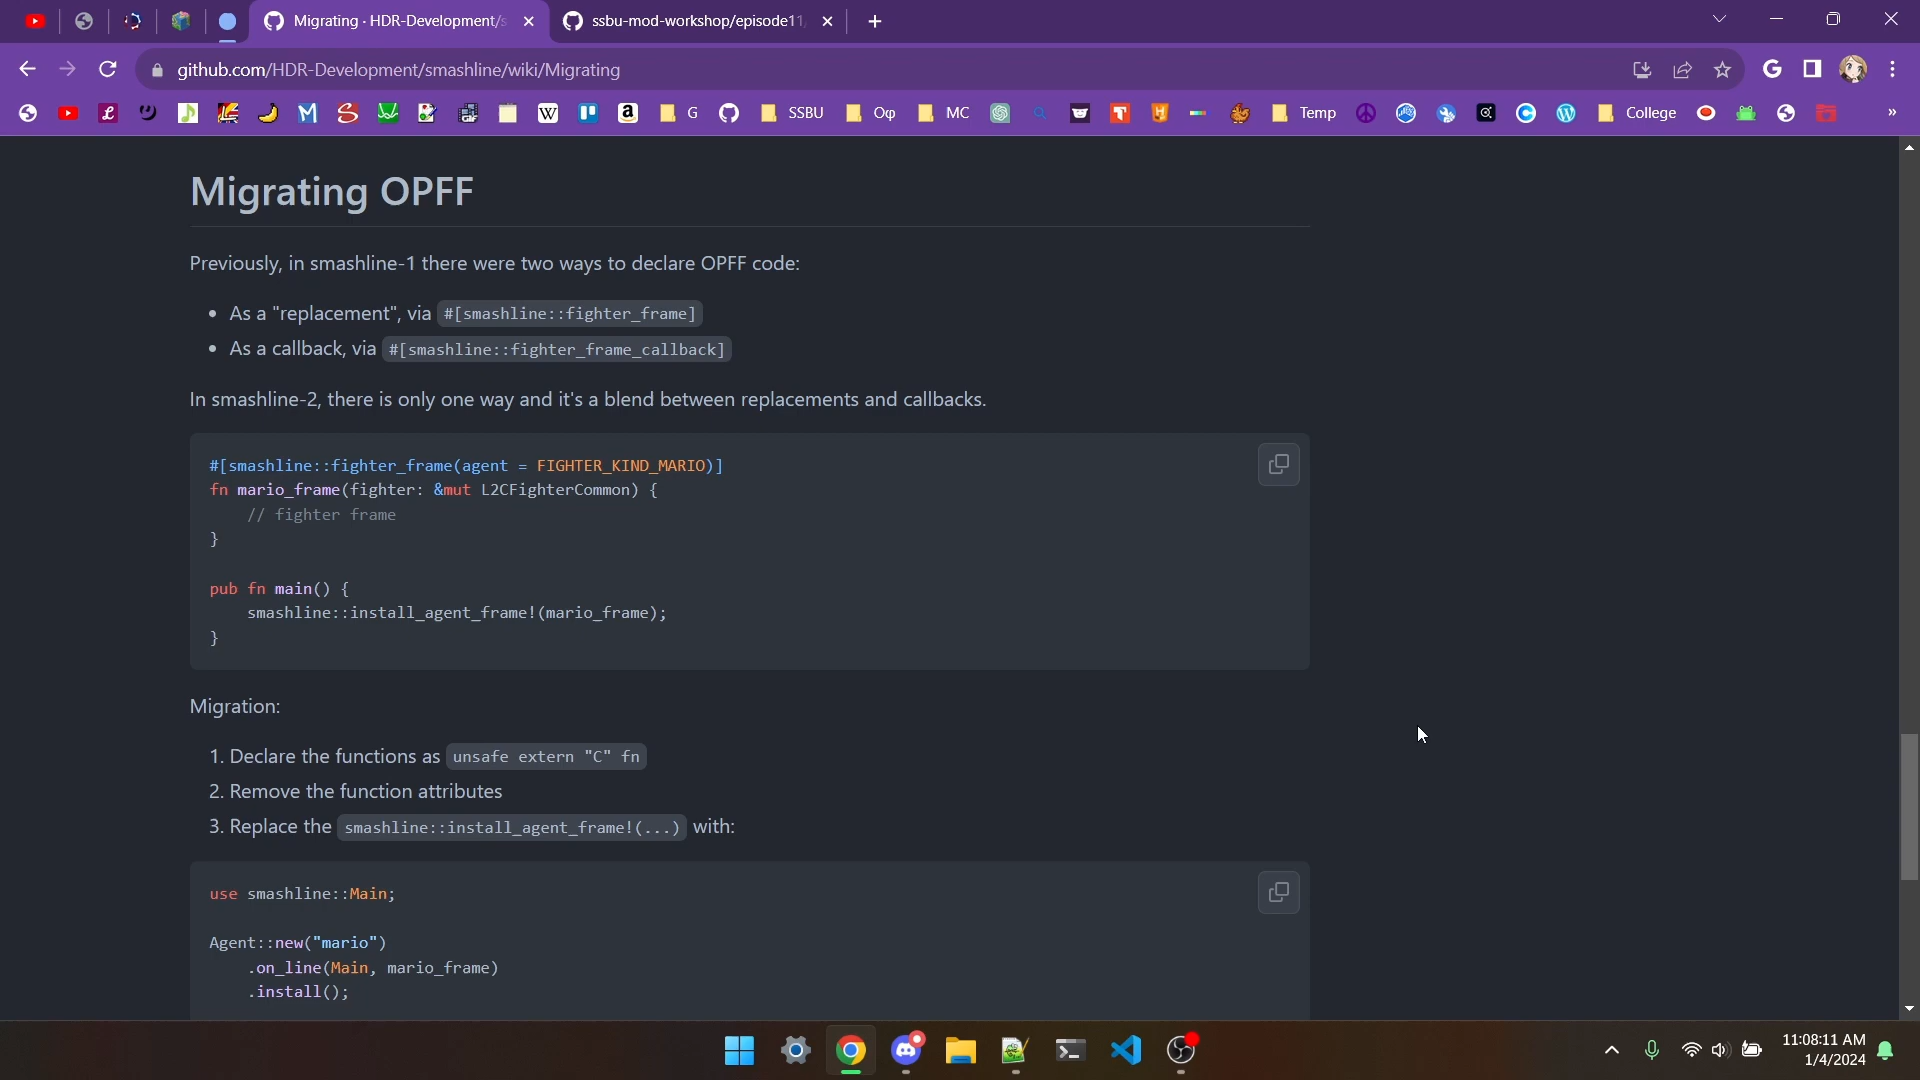 Migrating · HDR-Development/s
ssbu-mod-workshop/episode11
github.com/HDR-Development/smashline/wiki/Migrating
G
SSBU
Oφ
MC
Temp
College
»
Migrating OPFF
Previously, in smashline-1 there were two ways to declare OPFF code:
• As a "replacement", via #[smashline::fighter_frame]
• As a callback, via #[smashline::fighter_frame_callback]
In smashline-2, there is only one way and it's a blend between replacements and callbacks.
#[smashline::fighter_frame(agent = FIGHTER_KIND_MARIO)]
fn mario_frame(fighter: &mut L2CFighterCommon) {
// fighter frame
}
pub fn main() {
smashline::install_agent_frame!(mario_frame);
}
Migration:
1. Declare the functions as unsafe extern "C" fn
2. Remove the function attributes
3. Replace the smashline::install_agent_frame!(...) with:
use smashline::Main;
Agent::new("mario")
.on_line(Main, mario_frame)
.install();
11:08:11 AM
1/4/2024